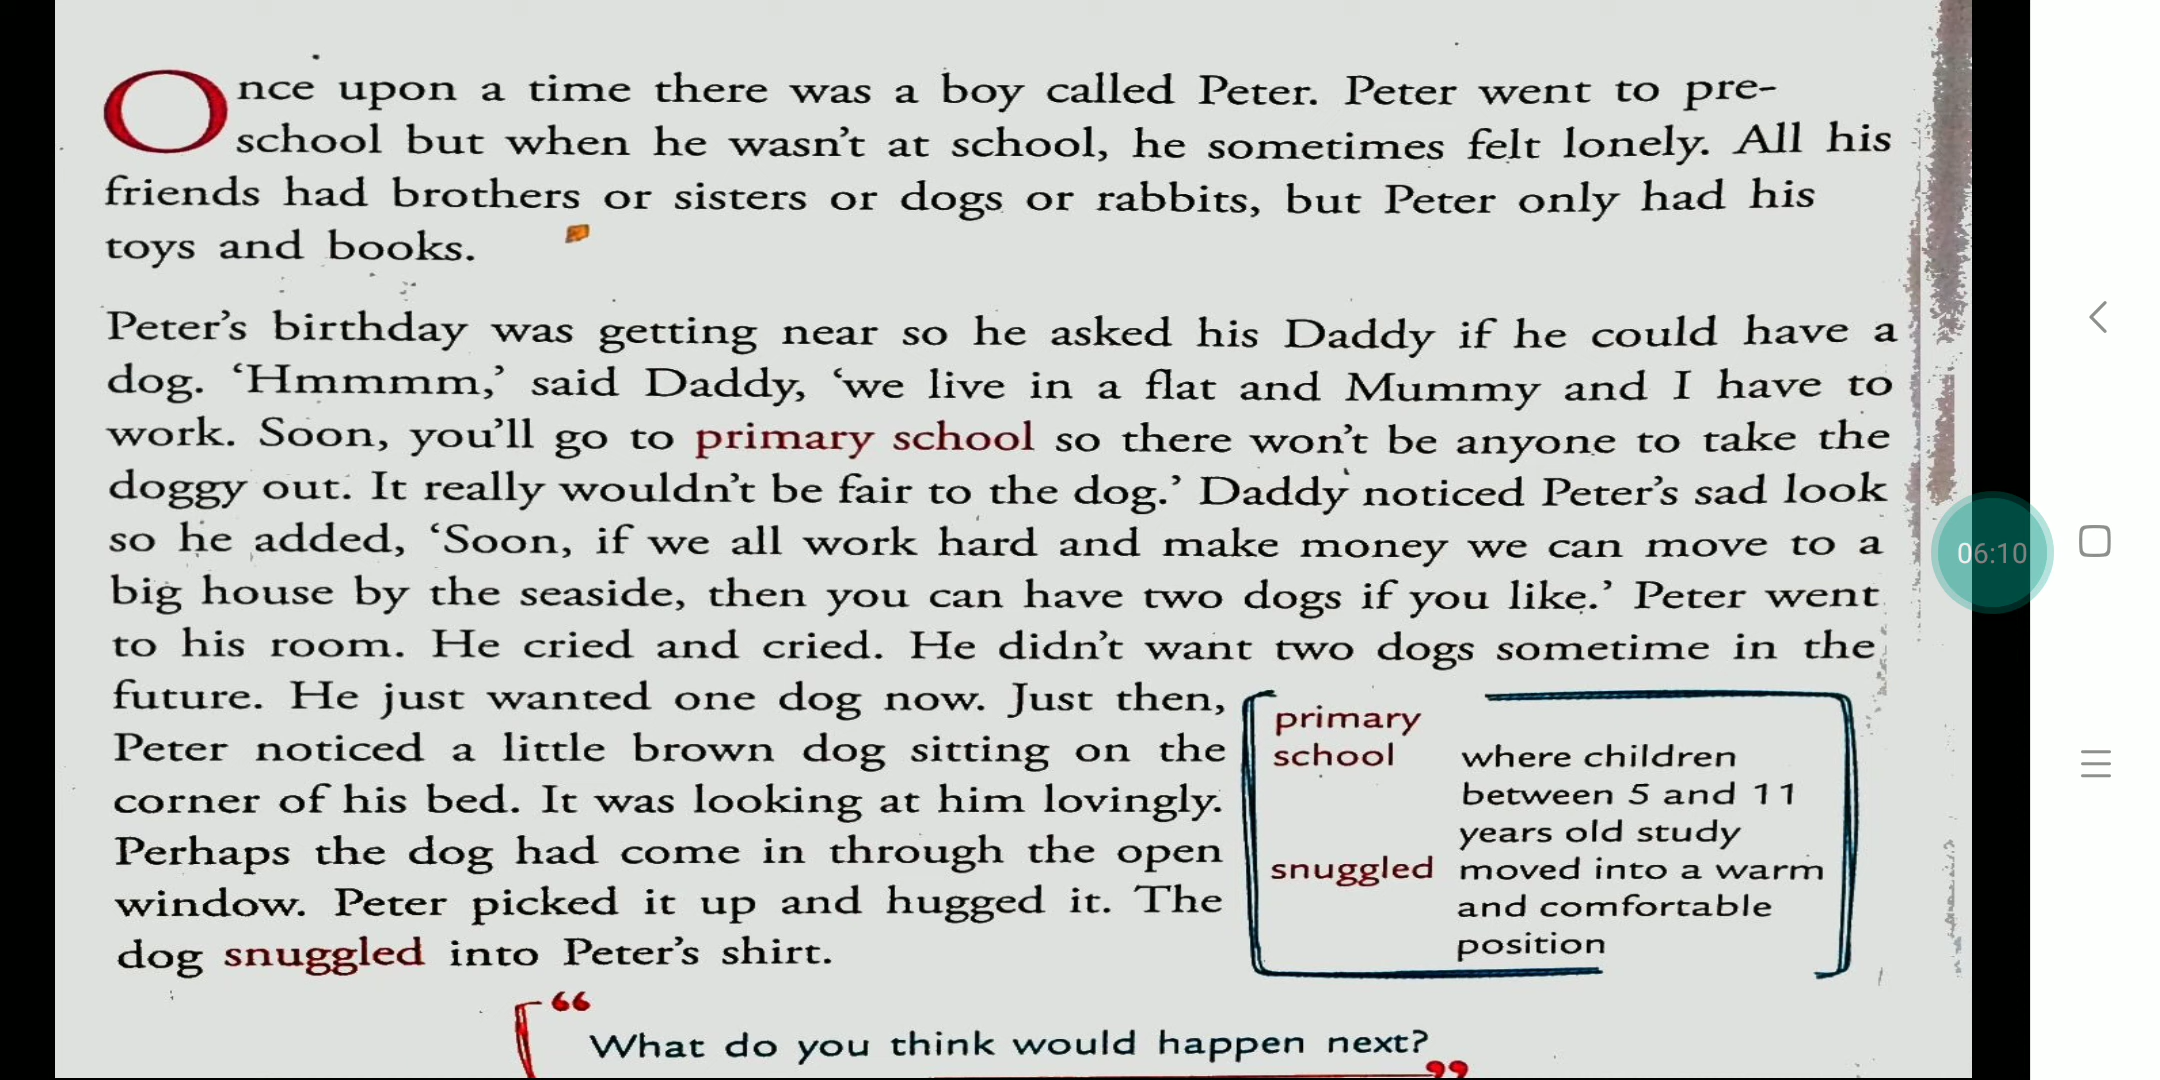 Once upon a time there was a boy called Peter. Peter went to pre-
school but when he wasn't at school, he sometimes felt lonely. All his
friends had brothers or sisters or dogs or rabbits, but Peter only had his
toys and books.
Peter's birthday was getting near so he asked his Daddy if he could have a
dog. 'Hmmmm,' said Daddy, 'we live in a flat and Mummy and I have to
work. Soon, you'll go to primary school so there won't be anyone to take the
doggy out. It really wouldn't be fair to the dog.' Daddy noticed Peter's sad look
so he added, 'Soon, if we all work hard and make money we can move to a
big house by the seaside, then you can have two dogs if you like.' Peter went
to his room. He cried and cried. He didn't want two dogs sometime in the
future. He just wanted one dog now. Just then,
Peter noticed a little brown dog sitting on the
corner of his bed. It was looking at him lovingly.
Perhaps the dog had come in through the open
window. Peter picked it up and hugged it. The
dog snuggled into Peter's shirt.
primary
school where children
between 5 and 11
years old study
snuggled moved into a warm
and comfortable
position
“
What do you think would happen next?
”
06:10